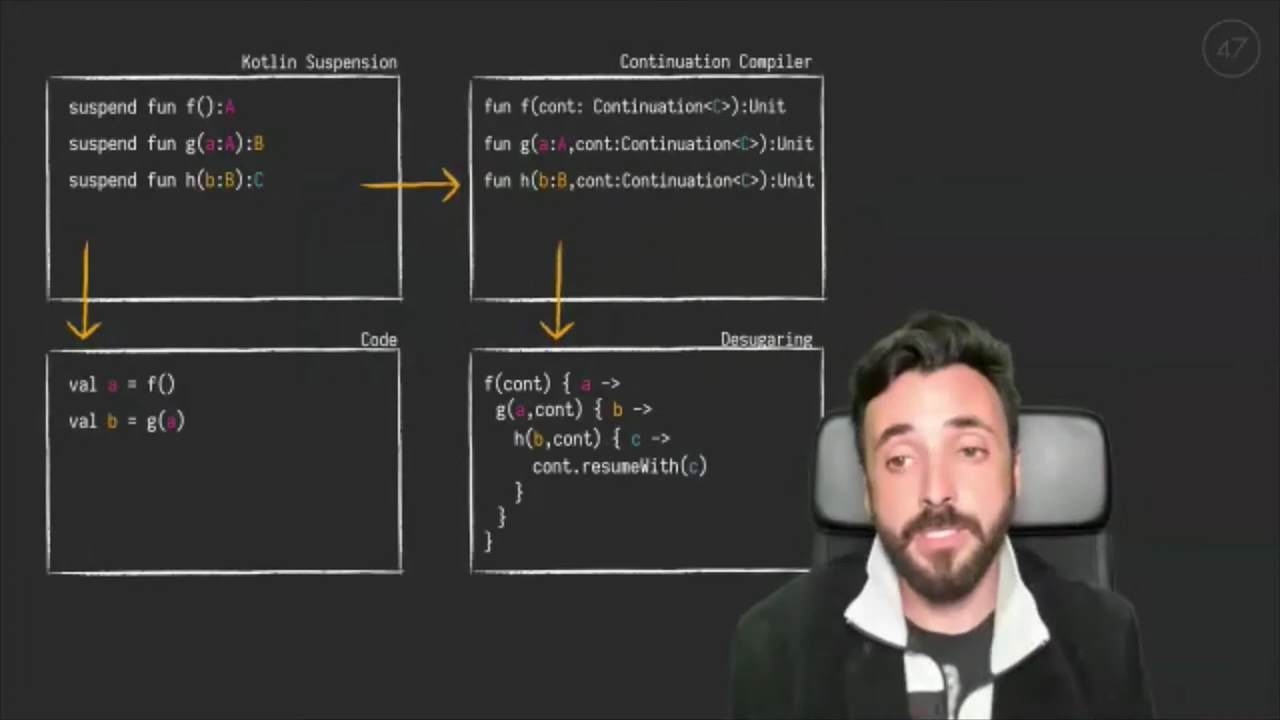 47
Kotlin Suspension
suspend fun f():A
suspend fun g(a:A):B
suspend fun h(b:B):C
Continuation Compiler
fun f(cont: Continuation<C>):Unit
fun g(a:A,cont:Continuation<C>):Unit
fun h(b:B,cont:Continuation<C>):Unit
Code
val a = f()
val b = g(a)
Desugaring
f(cont) { a ->
g(a,cont) { b ->
h(b,cont) { c ->
cont.resumeWith(c)
}
}
}